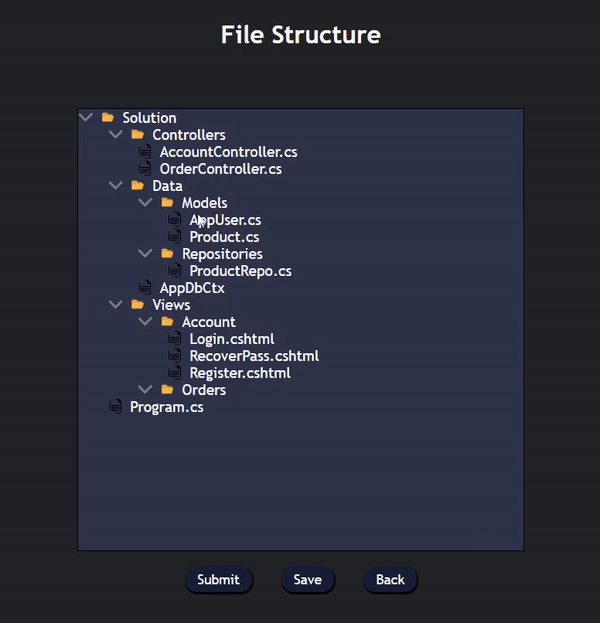 File Structure
Solution
Controllers
AccountController.cs
OrderController.cs
Data
Models
AppUser.cs
Product.cs
Repositories
ProductRepo.cs
AppDbCtx
Views
Account
Login.cshtml
RecoverPass.cshtml
Register.cshtml
Orders
Program.cs
Submit Save Back